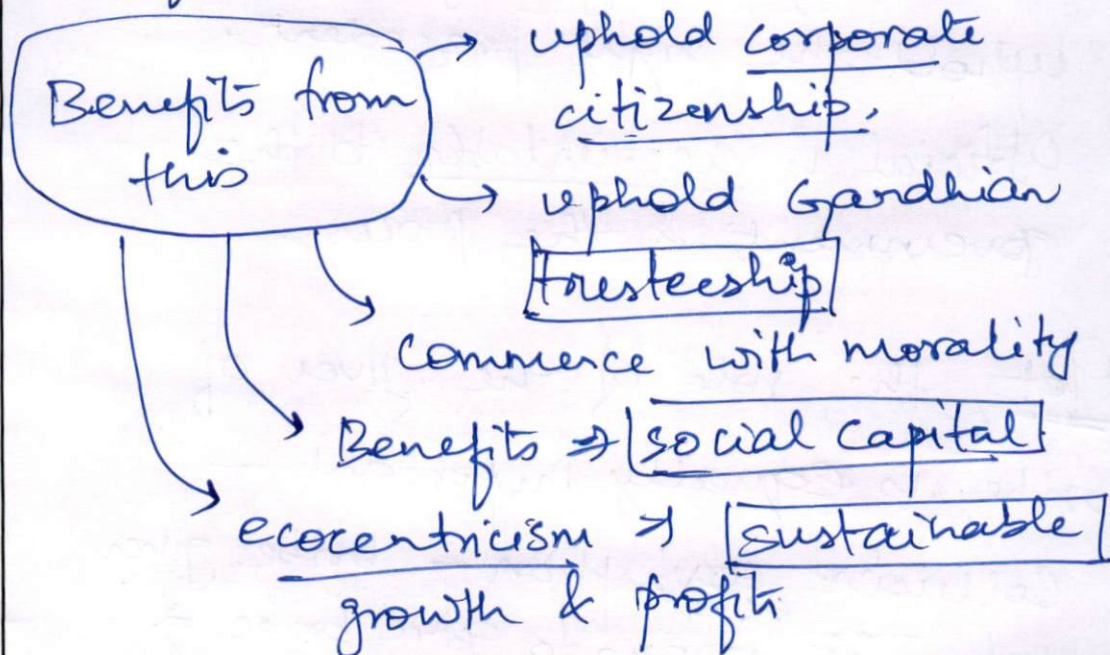 Benefits from
this
→ uphold corporate
citizenship.
→ uphold Gandhian
trusteeship
commerce with morality
Benefits ⇒ social capital
ecocentricism → sustainable
growth & profit